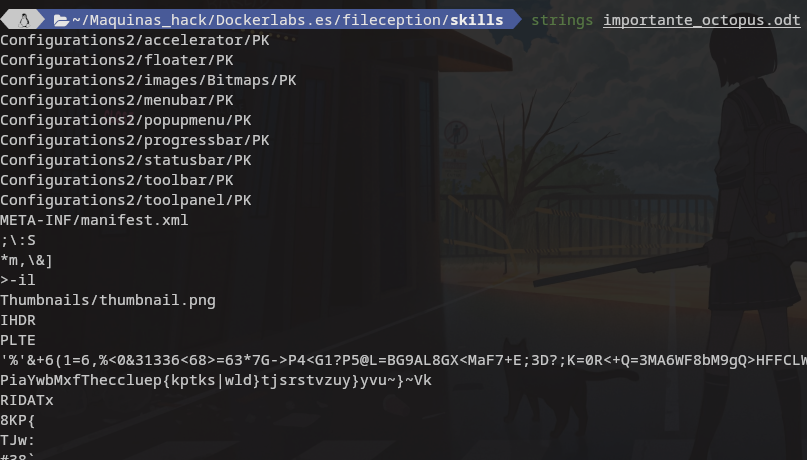 ~/Maquinas_hack/Dockerlabs.es/fileception/skills strings importante_octopus.odt
Configurations2/accelerator/PK
Configurations2/floater/PK
Configurations2/images/Bitmaps/PK
Configurations2/menubar/PK
Configurations2/popupmenu/PK
Configurations2/progressbar/PK
Configurations2/statusbar/PK
Configurations2/toolbar/PK
Configurations2/toolpanel/PK
META-INF/manifest.xml
;\:S
*m,\&]
>-il
Thumbnails/thumbnail.png
IHDR
PLTE
'%'&+6(1=6,%<0&31336<68>=63*7G->P4<G1?P5@L=BG9AL8GX<MaF7+E;3D?;K=0R<+Q=3MA6WF8bM9gQ>HFFCLW
PiaYwbMxfTheccluep{kptks|wld}tjsrstvzuy}yvu~}~Vk
RIDATx
8KP{
TJw: